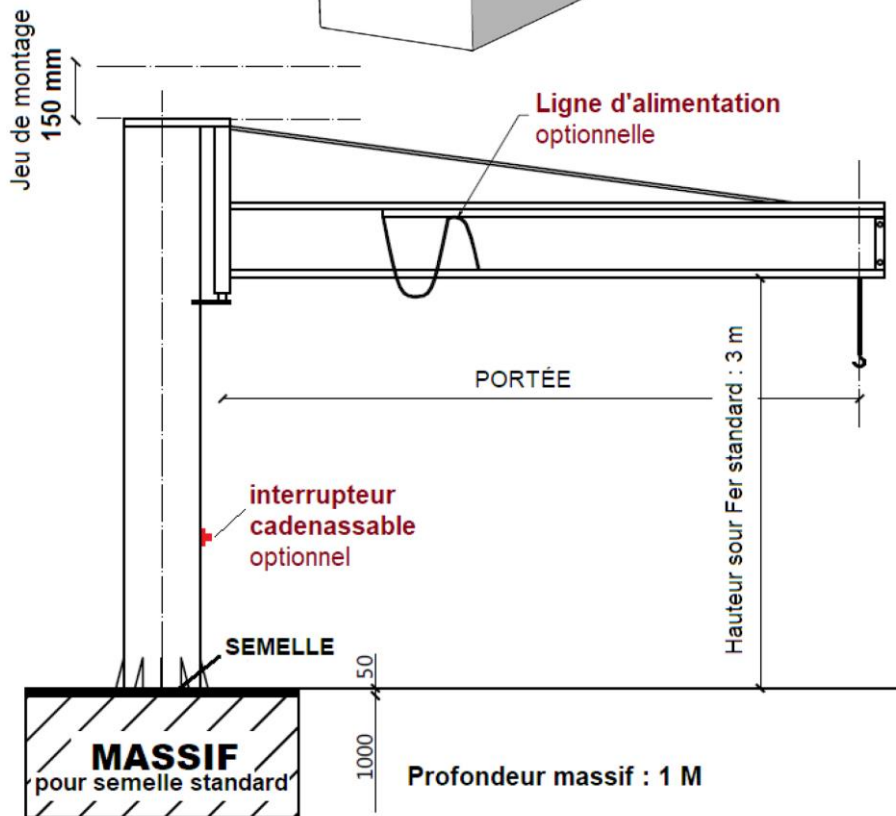 Jeu de montage
150 mm
Ligne d'alimentation
optionnelle
PORTÉE
Hauteur sour Fer standard : 3 m
interrupteur
cadenassable
optionnel
SEMELLE
50
1000
MASSIF
pour semelle standard
Profondeur massif : 1 M